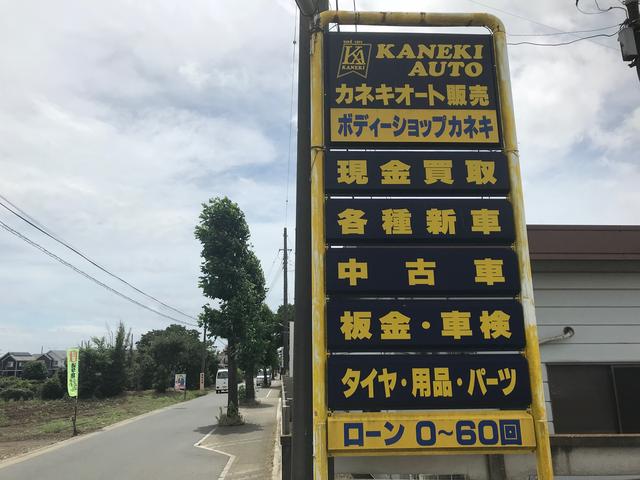 KA
KANEKI
KANEKI
AUTO
カネキオート販売
ボディーショップカネキ
現金買取
各種新車
中古車
板金・車検
タイヤ・用品・パーツ
ローン 0〜60回